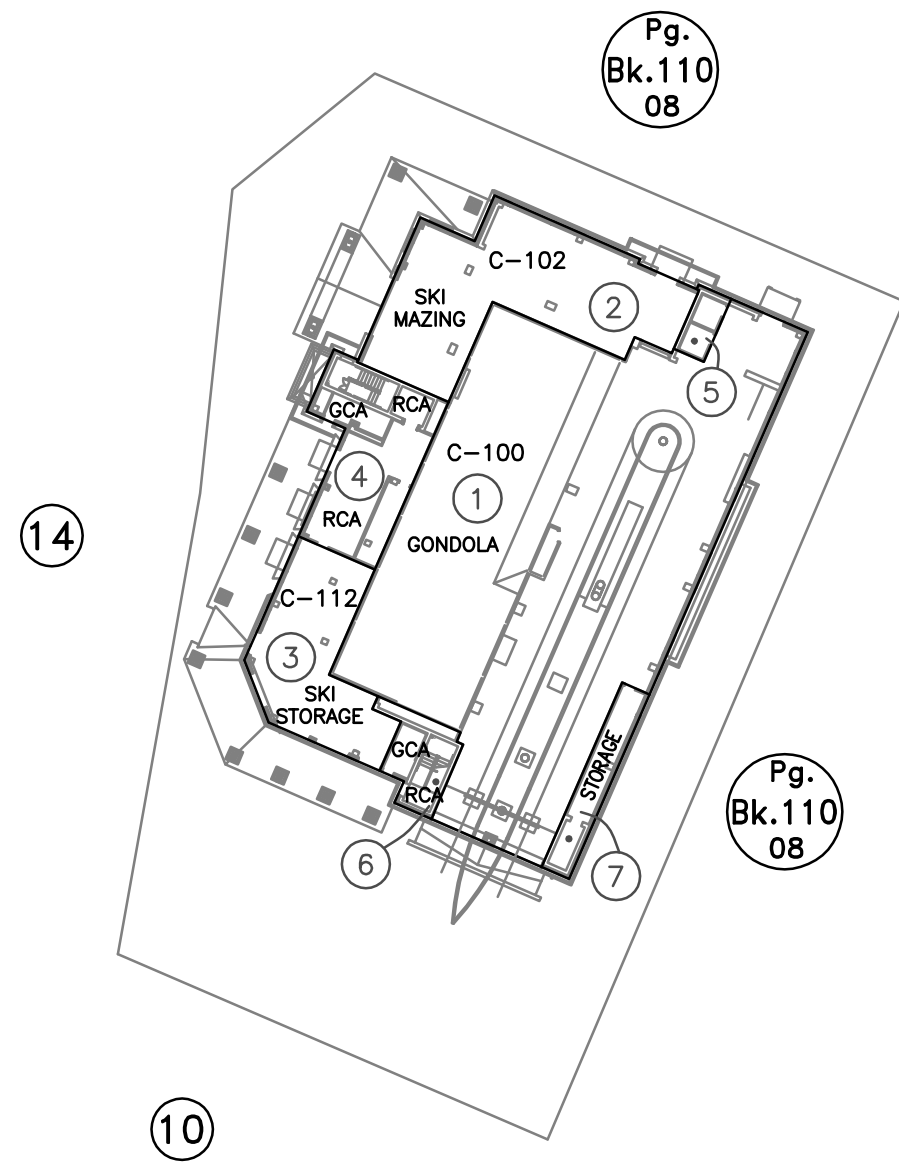 Pg.
Bk.110
08
C-102
SKI
MAZING
2
5
GCA
RCA
C-100
4
1
RCA
GONDOLA
14
C-112
3
SKI
STORAGE
GCA
STORAGE
RCA
Pg.
Bk.110
08
6
7
10